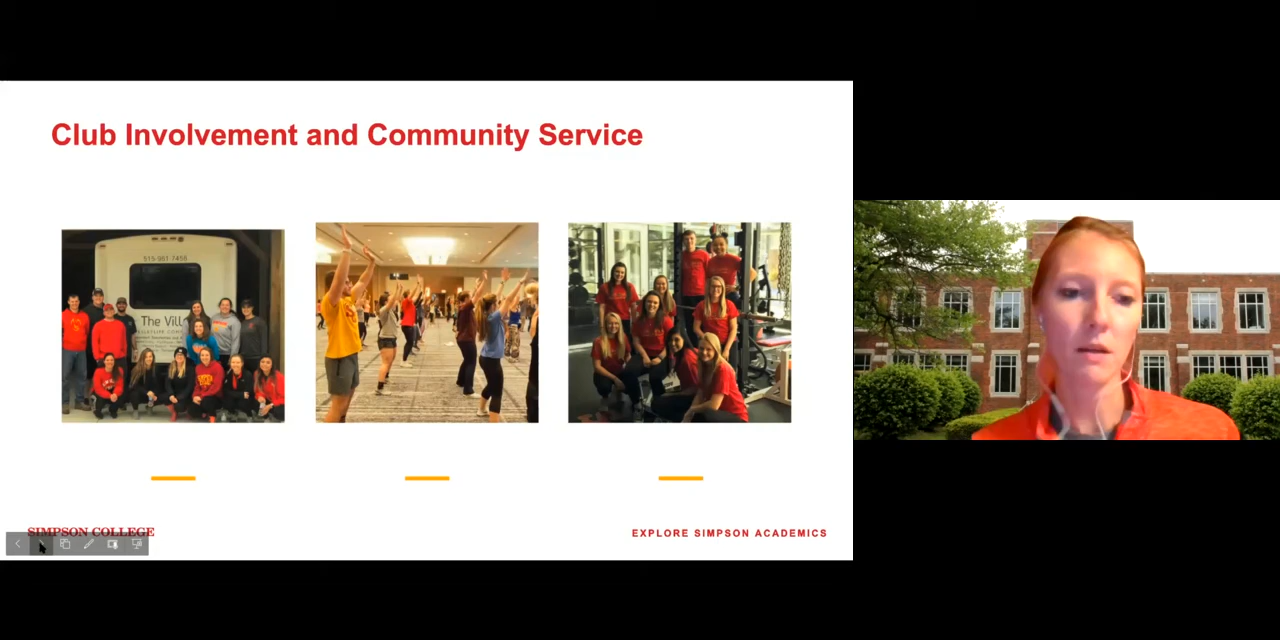 Club Involvement and Community Service
515-961-7458
The Vill
SIMPSON COLLEGE
EXPLORE SIMPSON ACADEMICS